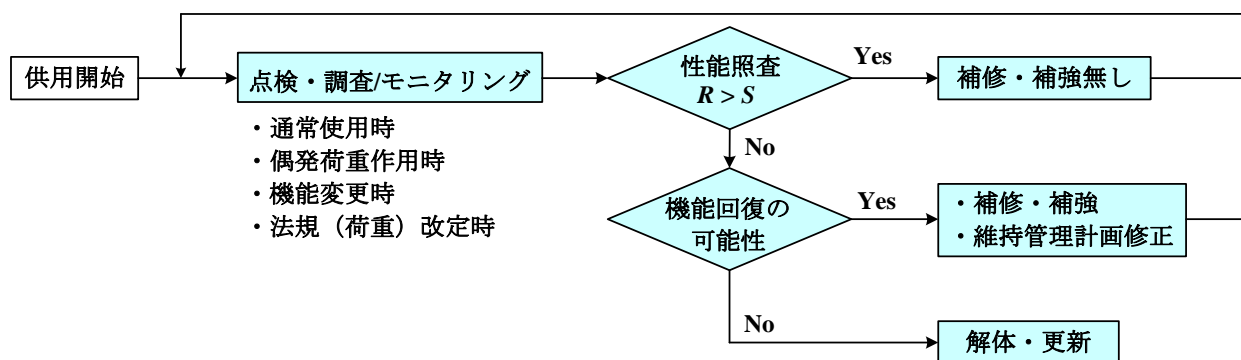 供用開始
点検・調査/モニタリング
・通常使用時
・偶発荷重作用時
・機能変更時
・法規（荷重）改定時
性能照査
R > S
Yes
補修・補強無し
No
機能回復の
可能性
Yes
・補修・補強
・維持管理計画修正
No
解体・更新